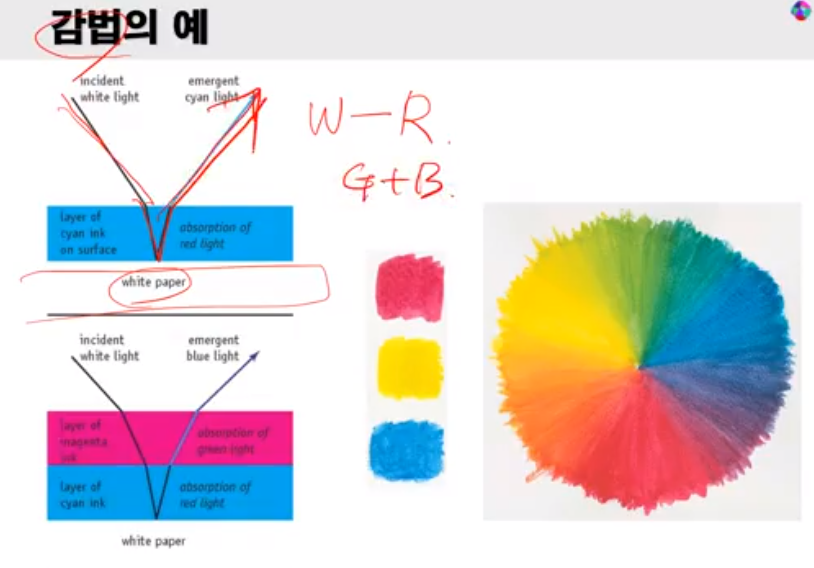 감법의 예
incident
white light
emergent
cyan light
W-R.
G+B.
layer of
cyan ink
on surface
absorption of
red light
white paper
incident
white light
emergent
blue light
layer of
magenta
ink
absorption of
green light
layer of
cyan ink
absorption of
red light
white paper